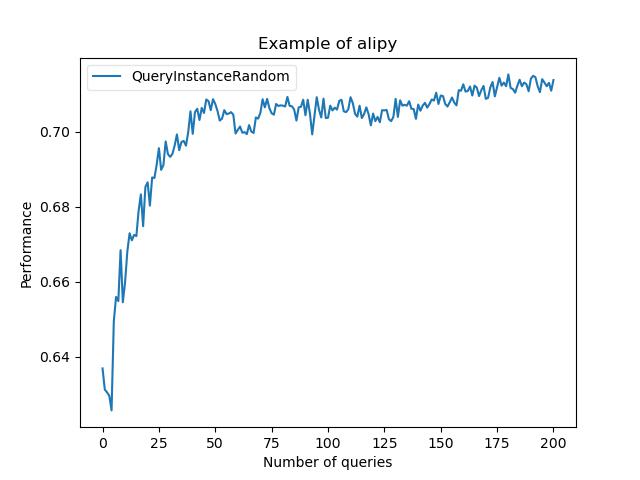 Example of alipy
QueryInstanceRandom
Performance
0.70
0.68
0.66
0.64
0 25 50 75 100 125 150 175 200
Number of queries